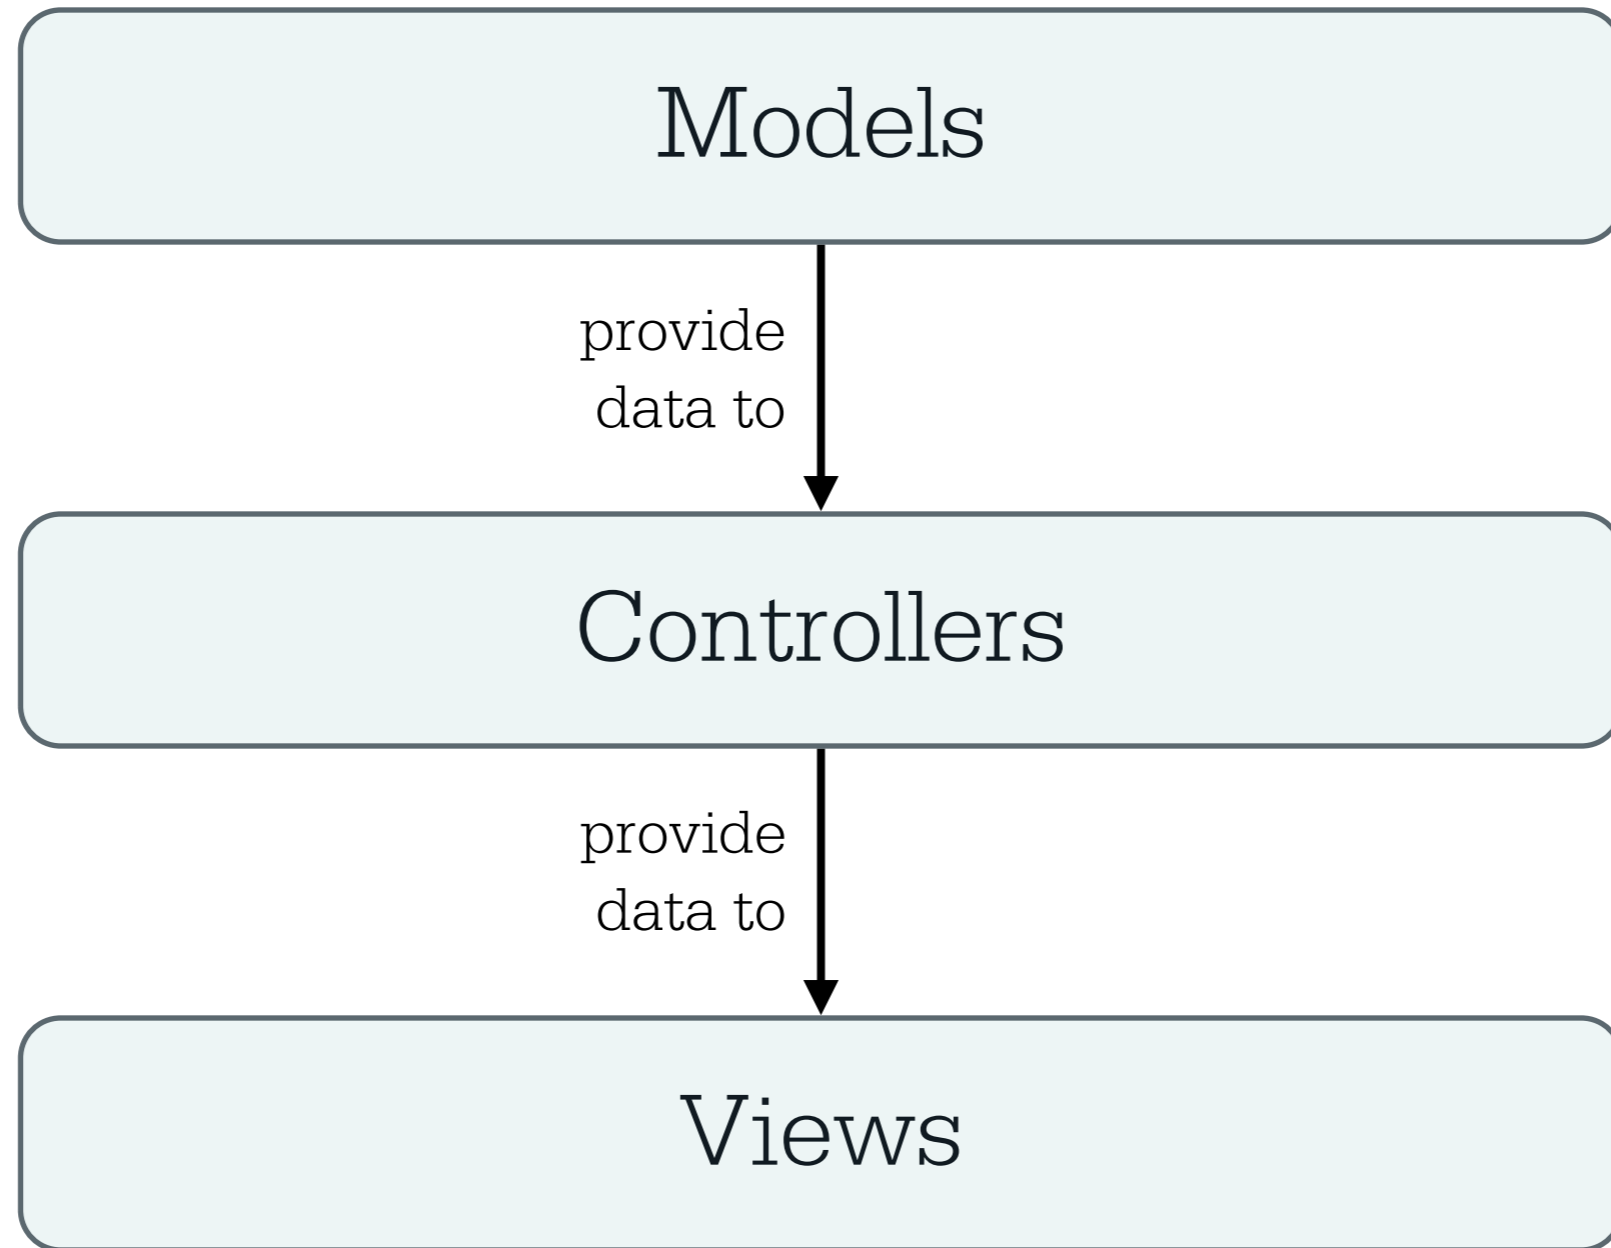 Models
provide
data to
Controllers
provide
data to
Views